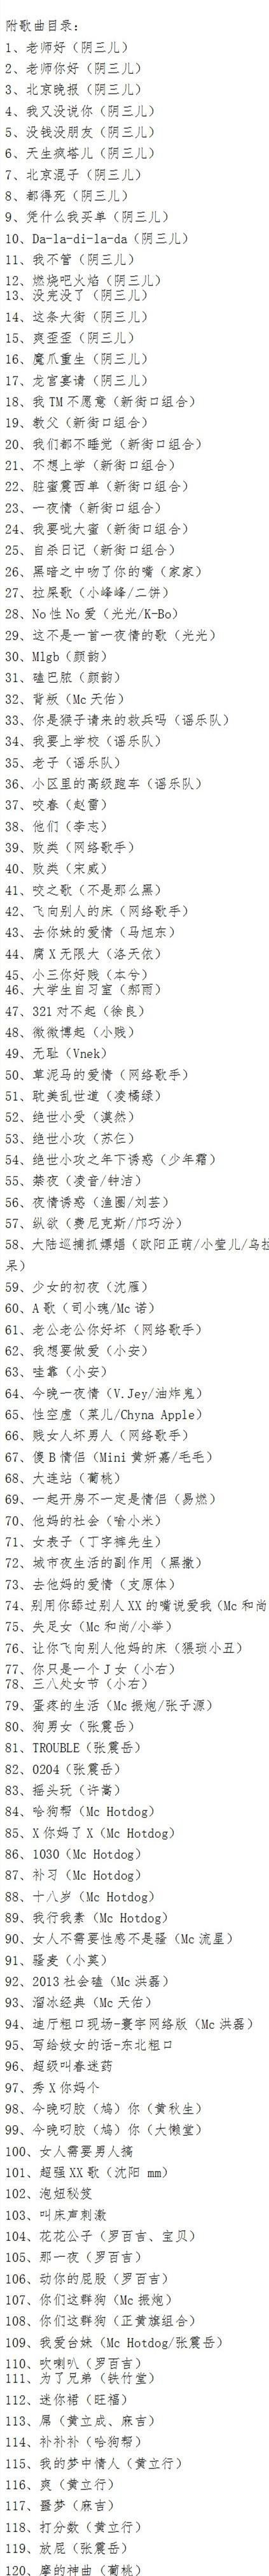 附歌曲目录:
1、老师好(阴三儿)
2、老师你好(阴三儿)
3、北京晚报(阴三儿)
4、我又没说你(阴三儿)
5、没钱没朋友(阴三儿)
6、天生疯塔儿(阴三儿)
7、北京混子(阴三儿)
8、都得死(阴三儿)
9、凭什么我买单(阴三儿)
10、Da-la-di-la-da(阴三儿)
11、我不管(阴三儿)
12、燃烧吧火焰(阴三儿)
13、没完没了(阴三儿)
14、这条大街(阴三儿)
15、爽歪歪(阴三儿)
16、魔爪重生(阴三儿)
17、龙宫宴请(阴三儿)
18、我TM不愿意(新街口组合)
19、教父(新街口组合)
20、我们都不睡觉(新街口组合)
21、不想上学(新街口组合)
22、脏蜜震西单(新街口组合)
23、一夜情(新街口组合)
24、我要呲大蜜(新街口组合)
25、自杀日记(新街口组合)
26、黑暗之中吻了你的嘴(家家)
27、拉屎歌(小峰峰/二饼)
28、No性No爱(光光/K-Bo)
29、这不是一首一夜情的歌(光光)
30、Mlgb(颜韵)
31、磕巴脓(颜韵)
32、背叛(Mc天佑)
33、你是猴子请来的救兵吗(谣乐队)
34、我要上学校(谣乐队)
35、老子(谣乐队)
36、小区里的高级跑车(谣乐队)
37、咬春(赵雷)
38、他们(李志)
39、败类(网络歌手)
40、败类(宋威)
41、咬之歌(不是那么黑)
42、飞向别人的床(网络歌手)
43、去你妹的爱情(马旭东)
44、腐X无限大(洛天依)
45、小三你好贱(本兮)
46、大学生自习室(郝雨)
47、321对不起(徐良)
48、微微博起(小贱)
49、无耻(Vnek)
50、草泥马的爱情(网络歌手)
51、耽美乱世道(凌橘绿)
52、绝世小受(漠然)
53、绝世小攻(苏仨)
54、绝世小攻之年下诱惑(少年霜)
55、禁夜(凌音/钟洁)
56、夜情诱惑(渔圈/刘芸)
57、纵欲(费尼克斯/邝巧汾)
58、大陆巡捕抓嫖娼(欧阳正萌/小莹儿/乌拉
呆)
59、少女的初夜(沈雁)
60、A歌(司小魂/Mc诺)
61、老公老公你好坏(网络歌手)
62、我想要做爱(小安)
63、哇靠(小安)
64、今晚一夜情(V.Jey/油炸鬼)
65、性空虚(菜儿/Chyna Apple)
66、贱女人坏男人(网络歌手)
67、傻B情侣(Mini黄妍嘉/毛毛)
68、大连站(葡桃)
69、一起开房不一定是情侣(易燃)
70、他妈的社会(喻小米)
71、女表子(丁字裤先生)
72、城市夜生活的副作用(黑撒)
73、去他妈的爱情(支原体)
74、别用你舔过别人XX的嘴说爱我(Mc和尚
75、失足女(Mc和尚/小举)
76、让你飞向别人他妈的床(猥琐小丑)
77、你只是一个J女(小右)
78、三八处女节(小右)
79、蛋疼的生活(Mc振炮/张子源)
80、狗男女(张震岳)
81、TROUBLE(张震岳)
82、0204(张震岳)
83、摇头玩(许嵩)
84、哈狗帮(Mc Hotdog)
85、X你妈了X(Mc Hotdog)
86、1030(Mc Hotdog)
87、补习(Mc Hotdog)
88、十八岁(Mc Hotdog)
89、我行我素(Mc Hotdog)
90、女人不需要性感不是骚(Mc流星)
91、骚麦(小莫)
92、2013社会嗑(Mc洪磊)
93、溜冰经典(Mc天佑)
94、迪厅粗口现场-寰宇网络版(Mc洪磊)
95、写给妓女的话-东北粗口
96、超级叫春迷药
97、秀X你妈个
98、今晚叼胶(鸠)你(黄秋生)
99、今晚叼胶(鸠)你(大懒堂)
100、女人需要男人搞
101、超强XX歌(沈阳 mm)
102、泡妞秘笈
103、叫床声刺激
104、花花公子(罗百吉、宝贝)
105、那一夜(罗百吉)
106、动你的屁股(罗百吉)
107、你们这群狗(Mc振炮)
108、你们这群狗(正黄旗组合)
109、我爱台妹(Mc Hotdog/张震岳)
110、吹喇叭(罗百吉)
111、为了兄弟(铁竹堂)
112、迷你裙(旺福)
113、屌(黄立成、麻吉)
114、补补补(哈狗帮)
115、我的梦中情人(黄立行)
116、爽(黄立行)
117、噩梦(麻吉)
118、打分数(黄立行)
119、放屁(张震岳)
120、摩的神曲(葡桃)